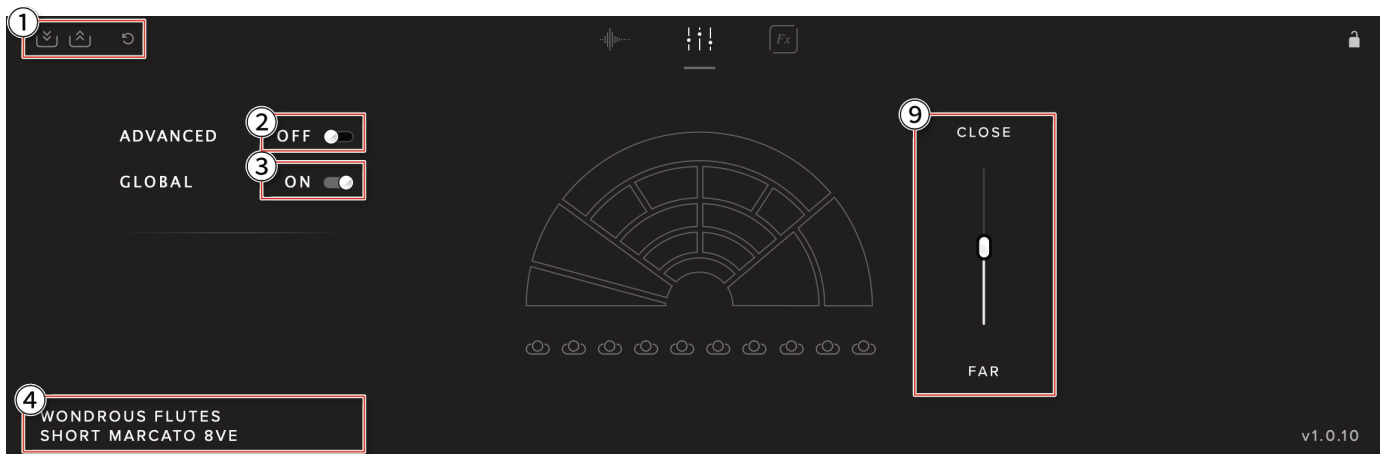 1
Fx
ADVANCED
2
OFF
GLOBAL
3
ON
9
CLOSE
FAR
4
WONDROUS FLUTES
SHORT MARCATO 8VE
v1.0.10